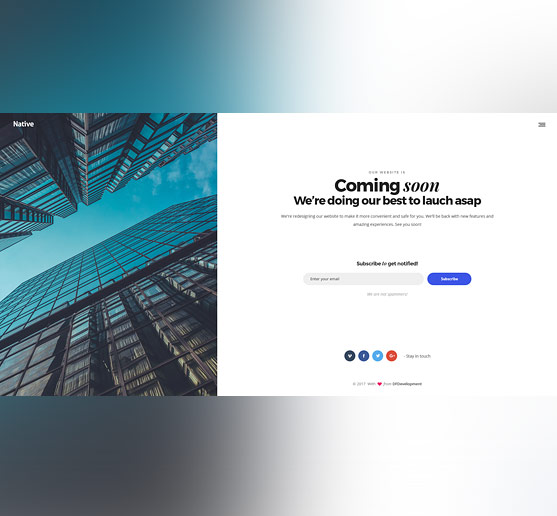 Native
OUR WEBSITE IS
Coming soon
We're doing our best to lauch asap
We're redesigning our website to make it more convenient and safe for you. We'll be back with new features and
amazing experiences. See you soon!
Subscribe to get notified!
Enter your email
Subscribe
We are not spammers!
- Stay in touch
© 2017 With from